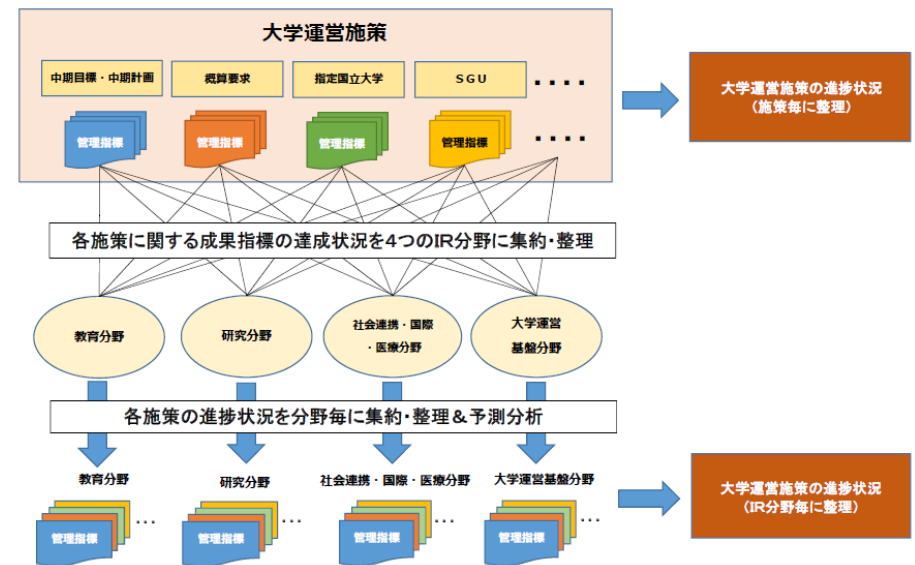 大学運営施策
中期目標・中期計画
概算要求
指定国立大学
SGU
・・・・
管理指標
管理指標
管理指標
管理指標
・・・・
大学運営施策の進捗状況
(施策毎に整理)
各施策に関する成果指標の達成状況を4つのIR分野に集約・整理
教育分野
研究分野
社会連携・国際
・医療分野
大学運営
基盤分野
各施策の進捗状況を分野毎に集約・整理&予測分析
教育分野
研究分野
社会連携・国際・医療分野
大学運営基盤分野
管理指標
・・・
管理指標
・・・
管理指標
・・・
管理指標
・・・
大学運営施策の進捗状況
(IR分野毎に整理)